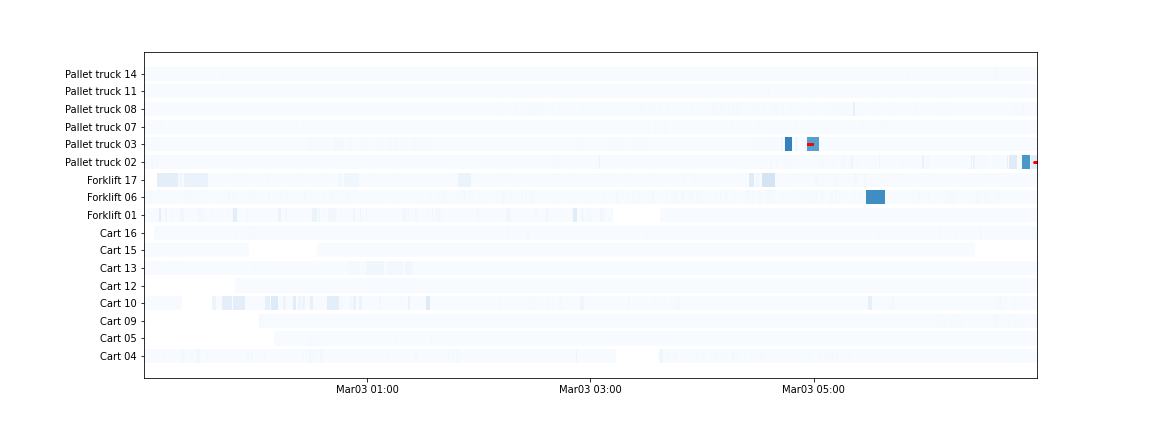 Pallet truck 14
Pallet truck 11
Pallet truck 08
Pallet truck 07
Pallet truck 03
Pallet truck 02
Forklift 17
Forklift 06
Forklift 01
Cart 16
Cart 15
Cart 13
Cart 12
Cart 10
Cart 09
Cart 05
Cart 04
Mar03 01:00 Mar03 03:00 Mar03 05:00